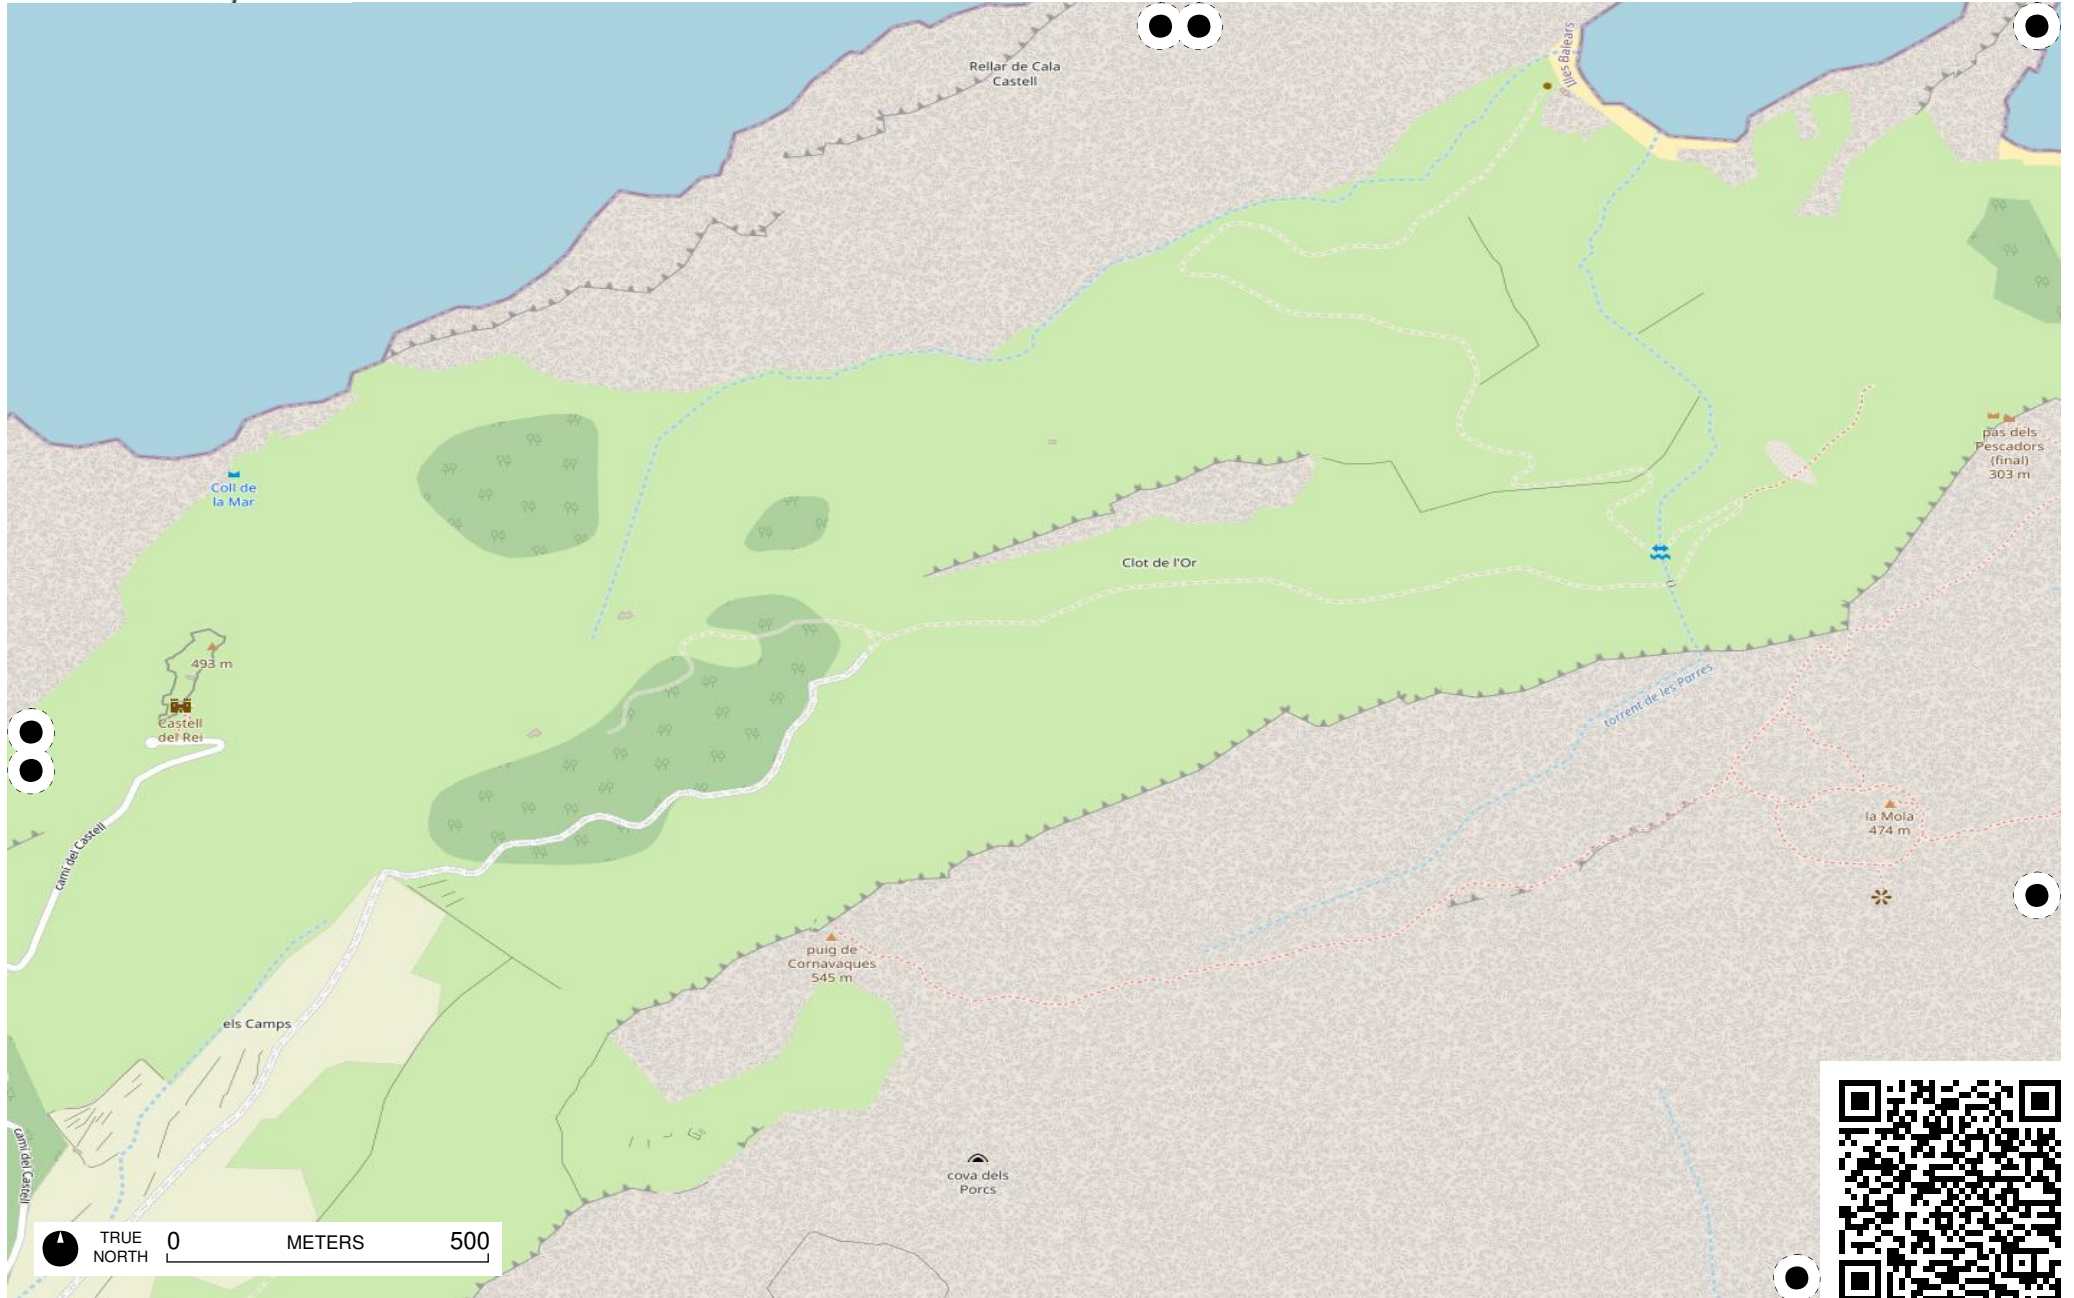 Rellar de Cala
Castell
Illes Balears
Coll de
la Mar
pas dels
Pescadors
(final)
303 m
Clot de l'Or
493 m
Castell
del Rei
torrent de les Parres
la Mola
474 m
camí del Castell
puig de
Cornavaques
545 m
els Camps
camí del Castell
cova dels
Porcs
TRUE
NORTH
0 METERS 500